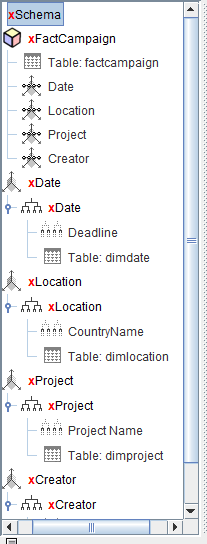 xSchema
xFactCampaign
Table: factcampaign
Date
Location
Project
Creator
xDate
xDate
Deadline
Table: dimdate
xLocation
xLocation
CountryName
Table: dimlocation
xProject
xProject
Project Name
Table: dimproject
xCreator
xCreator